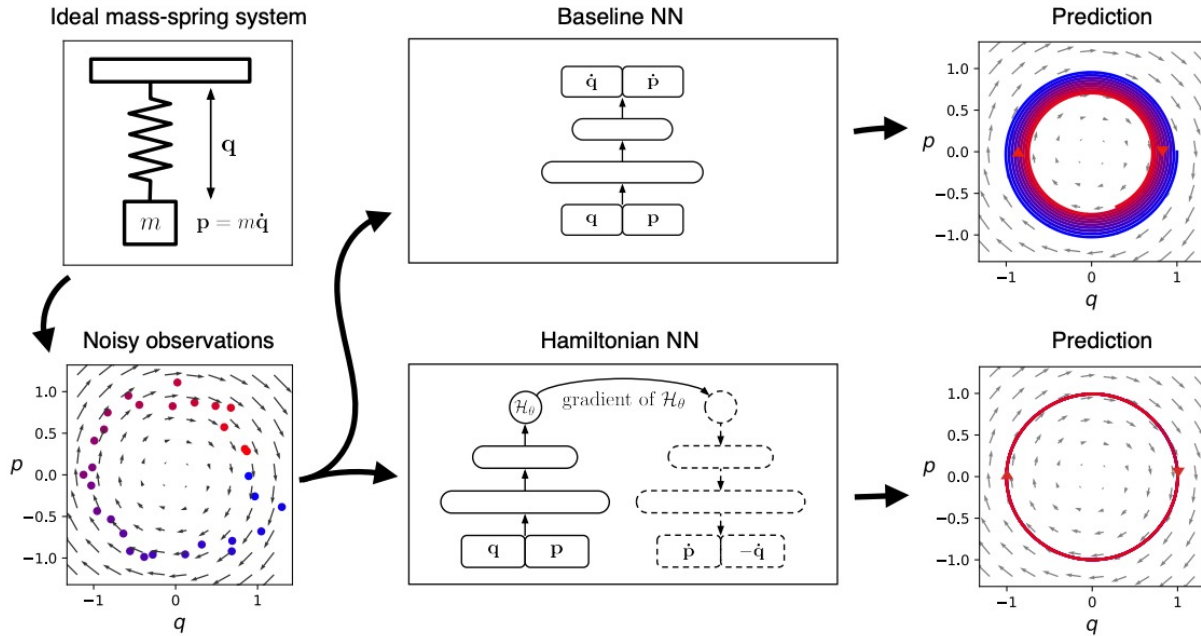 Ideal mass-spring system
q
m
p = mq̇
Baseline NN
q̇ ṗ
q p
Prediction
p
1.0
0.5
0.0
−0.5
−1.0
−1 0 1
q
Noisy observations
p
1.0
0.5
0.0
−0.5
−1.0
−1 0 1
q
Hamiltonian NN
ℋθ gradient of ℋθ
q p ṗ −q̇
Prediction
p
1.0
0.5
0.0
−0.5
−1.0
−1 0 1
q